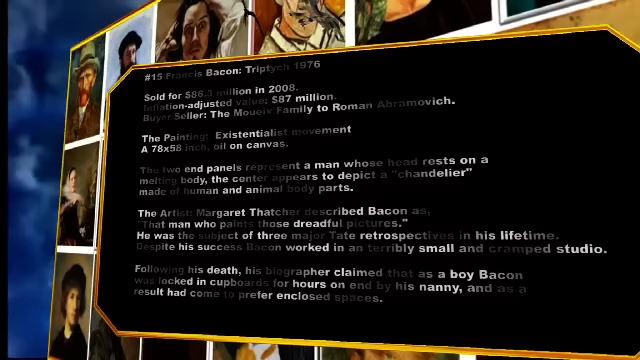 #15 Francis Bacon: Triptych 1976
Sold for $86.3 million in 2008.
Inflation-adjusted value: $87 million.
Buyer/Seller: The Moueix Family to Roman Abramovich.
The Painting: Existentialist movement
A 78x58 inch, oil on canvas.
The two end panels represent a man whose head rests on a
melting body, the center appears to depict a "chandelier"
made of human and animal body parts.
The Artist: Margaret Thatcher described Bacon as,
"That man who paints those dreadful pictures."
He was the subject of three major Tate retrospectives in his lifetime.
Despite his success Bacon worked in an terribly small and cramped studio.
Following his death, his biographer claimed that as a boy Bacon
was locked in cupboards for hours on end by his nanny, and as a
result had come to prefer enclosed spaces.